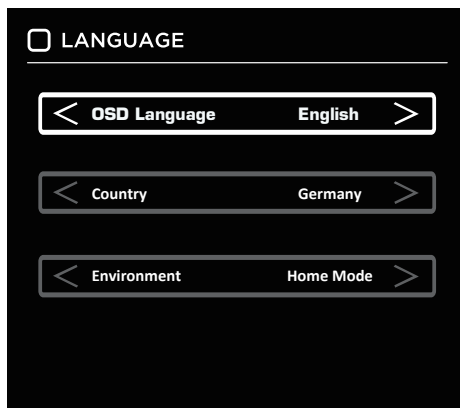 LANGUAGE
OSD Language English
Country Germany
Environment Home Mode